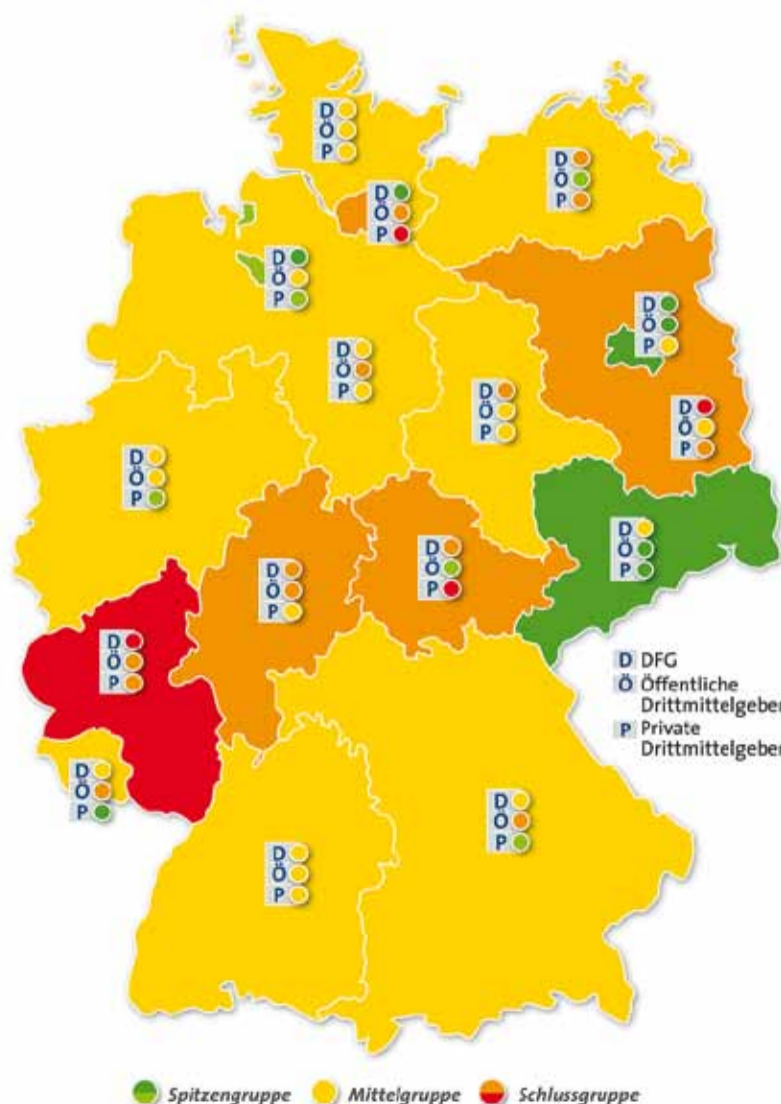 D
Ö
P
D
Ö
P
D
Ö
P
D
Ö
P
D
Ö
P
D
Ö
P
D
Ö
P
D
Ö
P
D
Ö
P
D
Ö
P
D
Ö
P
D
Ö
P
D
Ö
P
D
Ö
P
D DFG
Ö Öffentliche
Drittmittelgeber
P Private
Drittmittelgeber
D
Ö
P
D
Ö
P
Spitzengruppe Mittelgruppe Schlussgruppe